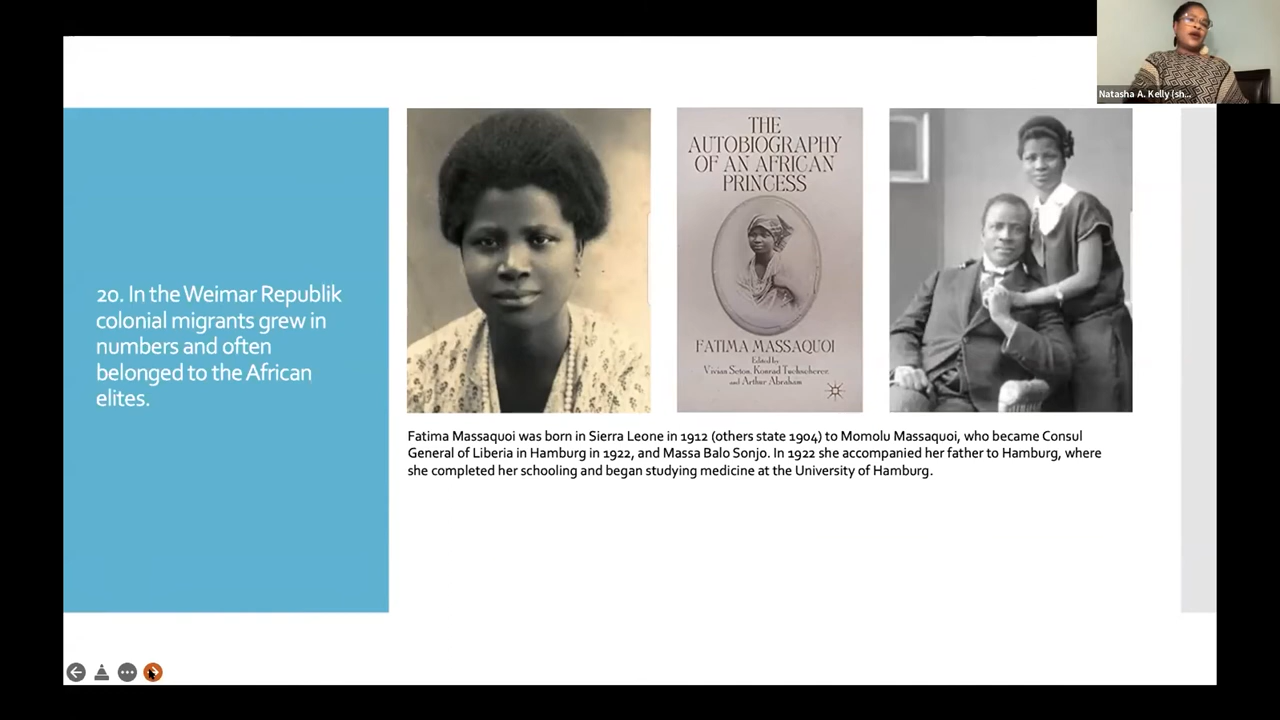 Natasha A. Kelly (sh...
20. In the Weimar Republik
colonial migrants grew in
numbers and often
belonged to the African
elites.
THE
AUTOBIOGRAPHY
OF AN AFRICAN
PRINCESS
FATIMA MASSAQUOI
Edited by
Vivian Seton, Konrad Tuchscherer,
and Arthur Abraham
Fatima Massaquoi was born in Sierra Leone in 1912 (others state 1904) to Momolu Massaquoi, who became Consul
General of Liberia in Hamburg in 1922, and Massa Balo Sonjo. In 1922 she accompanied her father to Hamburg, where
she completed her schooling and began studying medicine at the University of Hamburg.